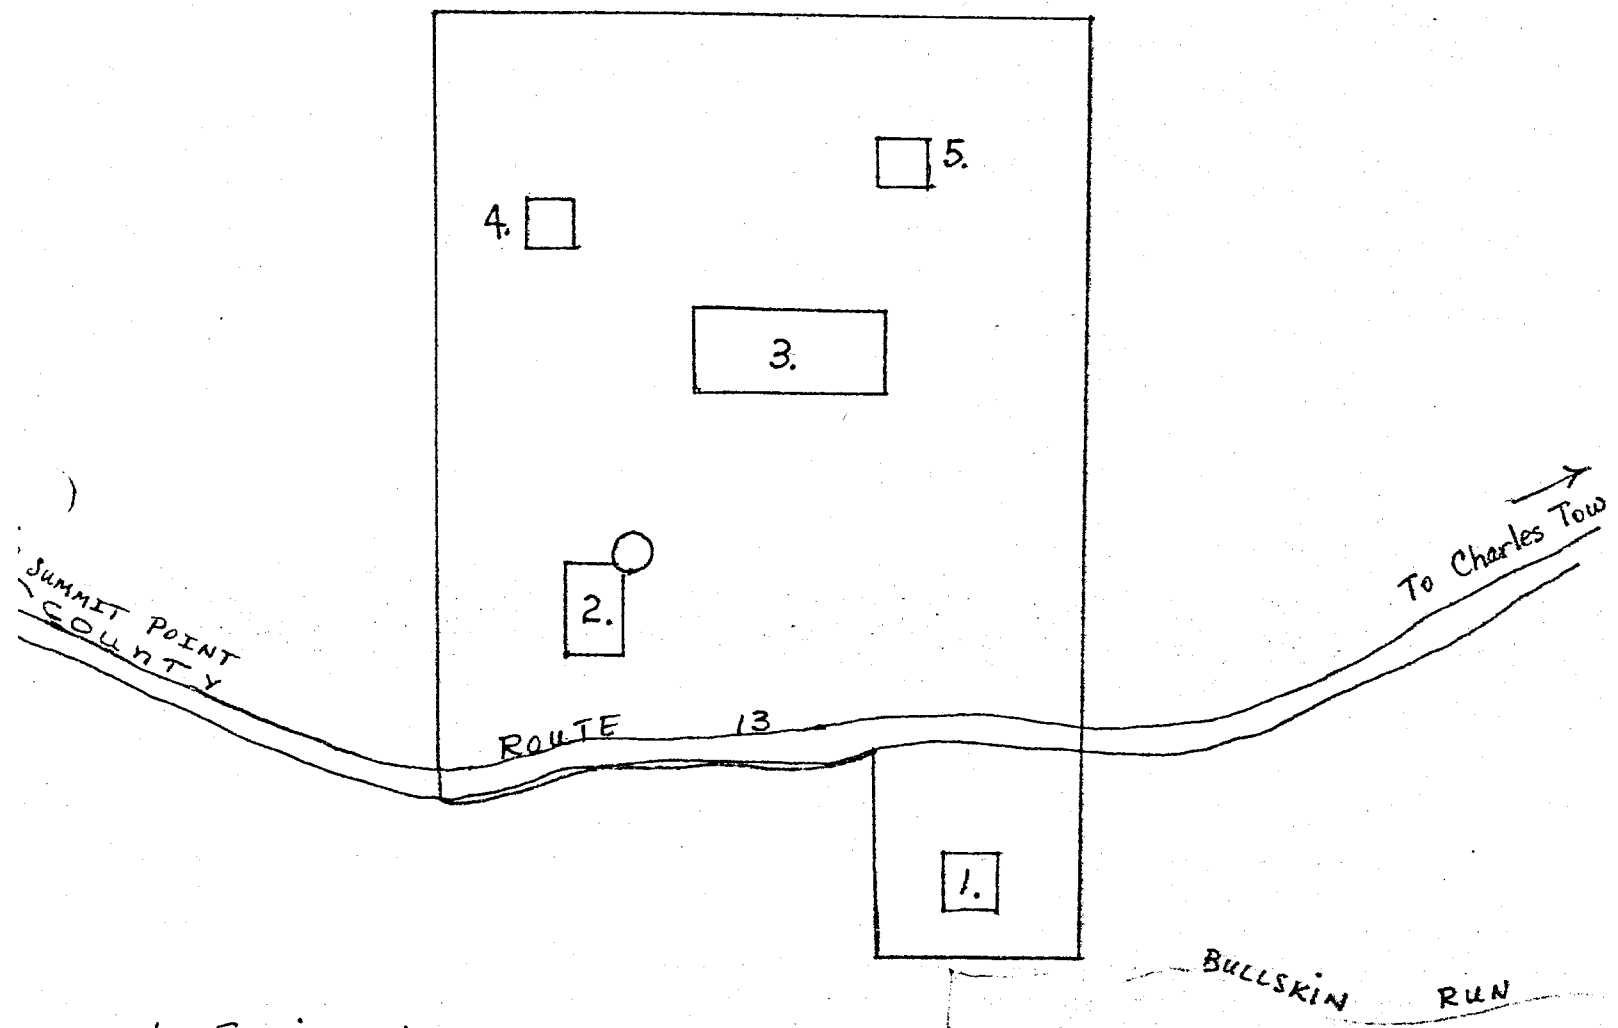 5.
4.
3.
2.
To Charles Tow
SUMMIT POINT
COUNTY
ROUTE 13
1.
BULLSKIN RUN